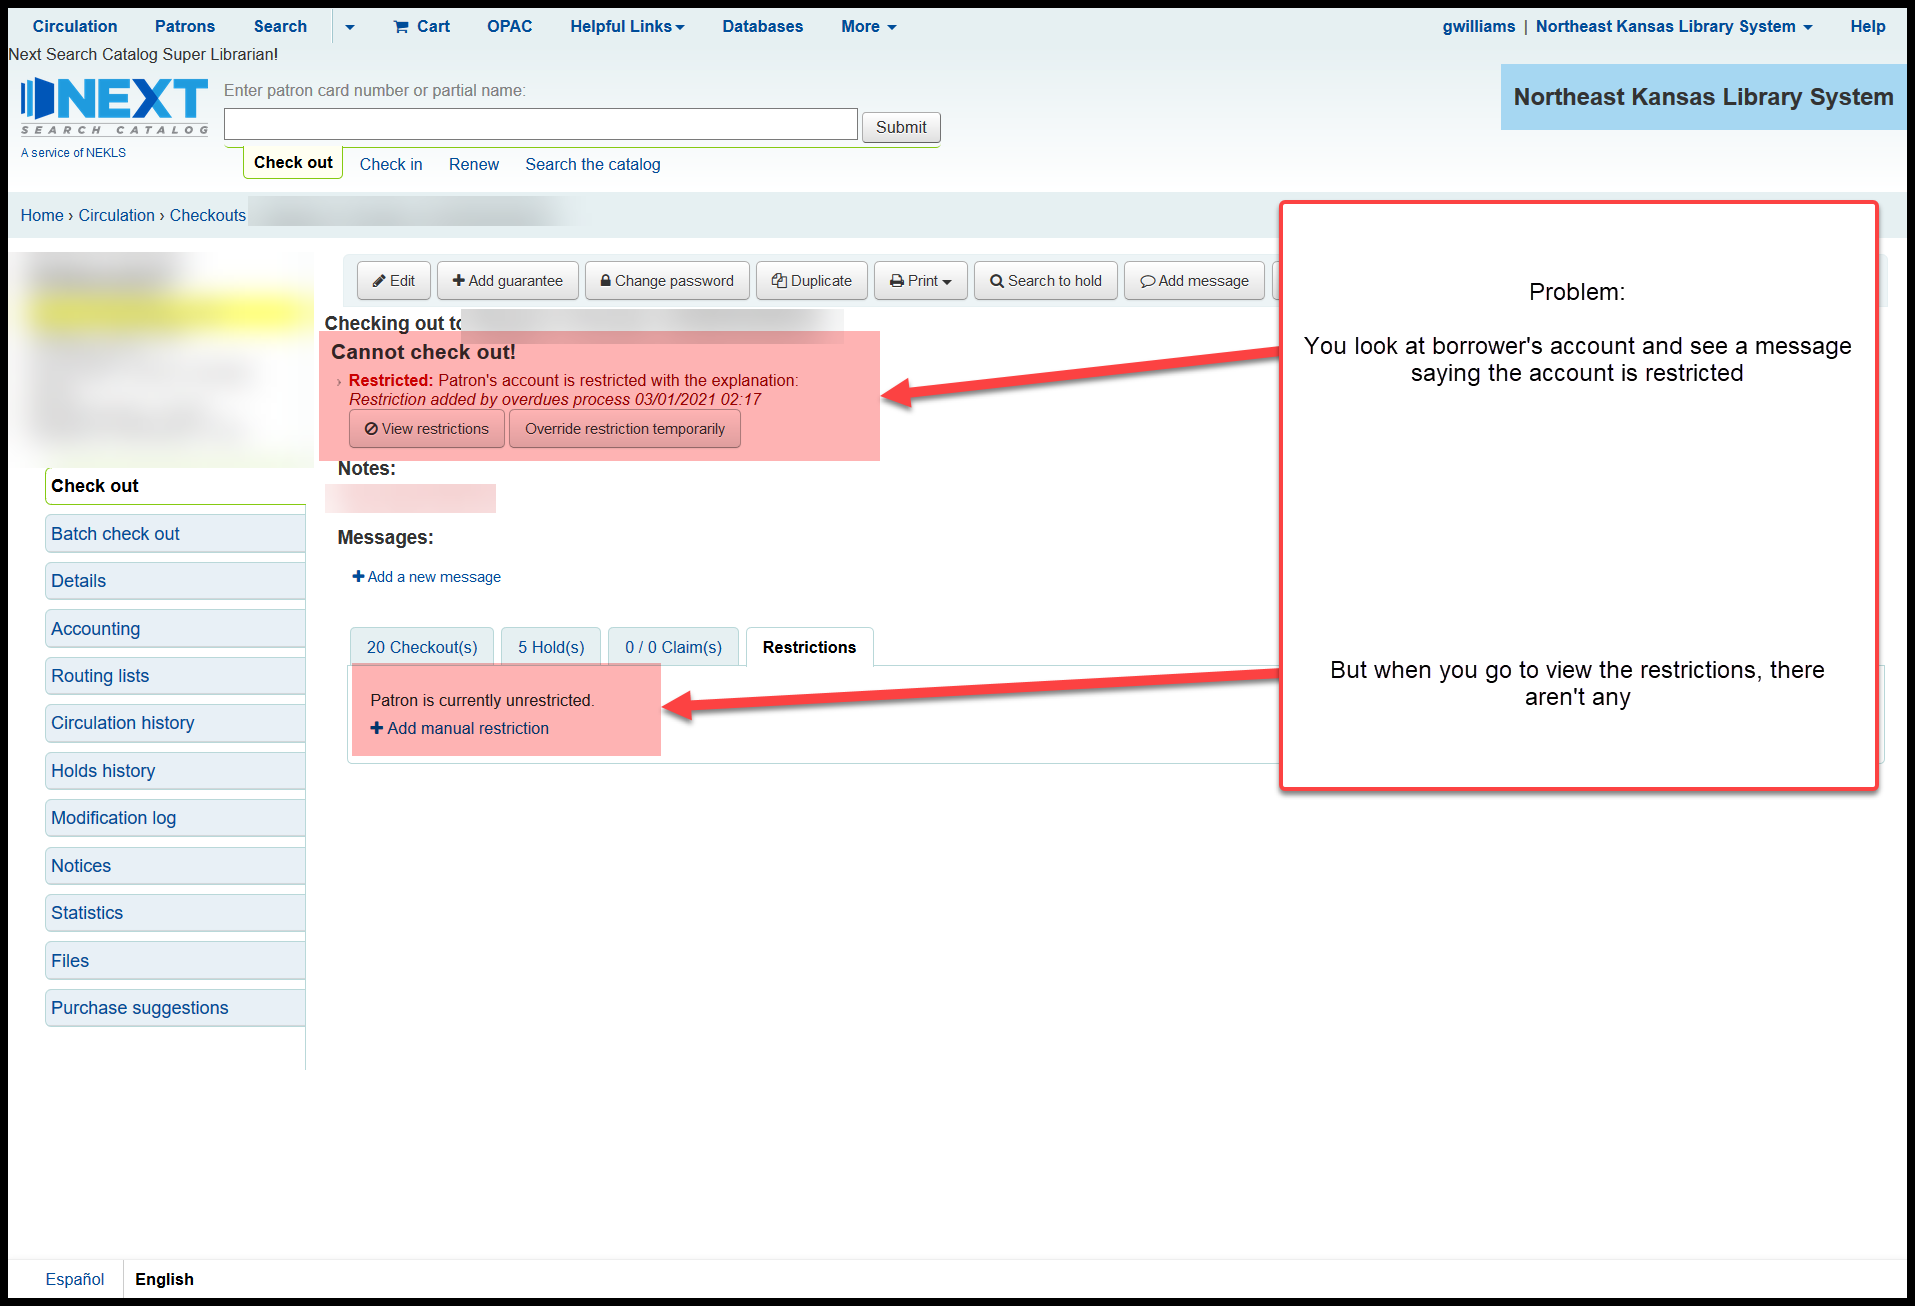 Circulation Patrons Search Cart OPAC Helpful Links Databases More gwilliams | Northeast Kansas Library System Help
Next Search Catalog Super Librarian!
NEXT
SEARCH CATALOG
A service of NEKLS
Enter patron card number or partial name:
Submit
Check out Check in Renew Search the catalog
Northeast Kansas Library System
Home › Circulation › Checkouts
Edit Add guarantee Change password Duplicate Print Search to hold Add message
Checking out to
Cannot check out!
› Restricted: Patron's account is restricted with the explanation:
Restriction added by overdues process 03/01/2021 02:17
View restrictions Override restriction temporarily
Notes:
Messages:
Add a new message
20 Checkout(s) 5 Hold(s) 0 / 0 Claim(s) Restrictions
Patron is currently unrestricted.
Add manual restriction
Problem:
You look at borrower's account and see a message
saying the account is restricted
But when you go to view the restrictions, there
aren't any
Check out
Batch check out
Details
Accounting
Routing lists
Circulation history
Holds history
Modification log
Notices
Statistics
Files
Purchase suggestions
Español English